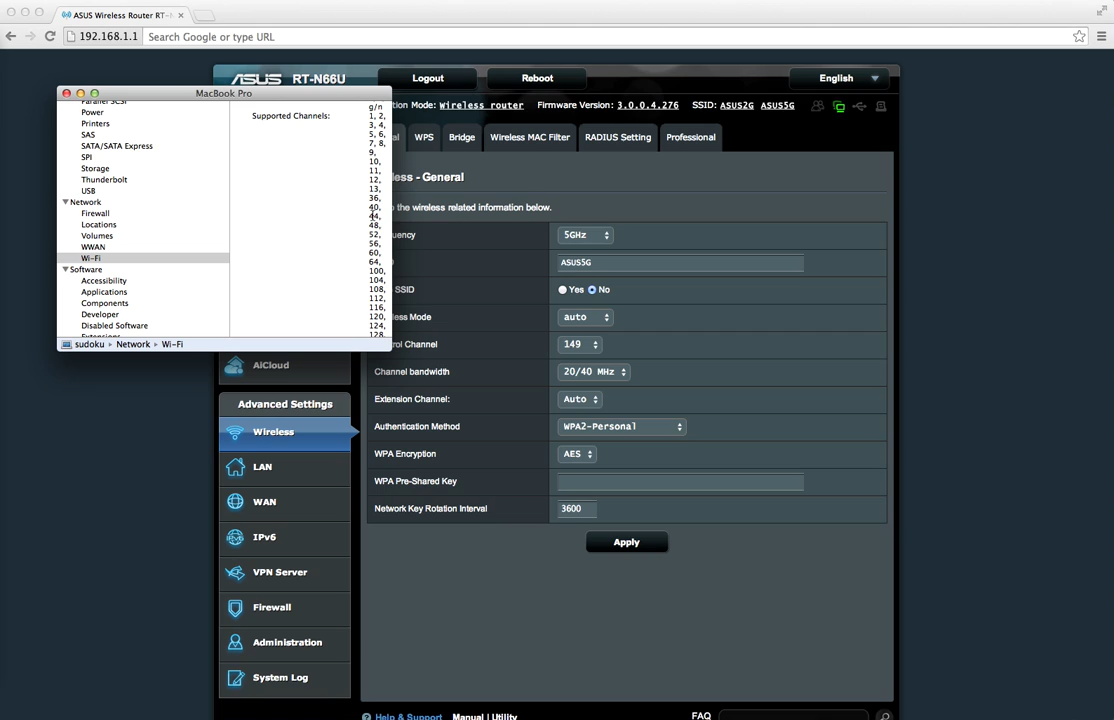 ASUS Wireless Router RT-N
192.168.1.1
Search Google or type URL
ASUS RT-N66U
Logout
Reboot
English
tion Mode: Wireless router Firmware Version: 3.0.0.4.276 SSID: ASUS2G ASUS5G
al
WPS
Bridge
Wireless MAC Filter
RADIUS Setting
Professional
MacBook Pro
Parallel SCSI
Power
Printers
SAS
SATA/SATA Express
SPI
Storage
Thunderbolt
USB
Network
Firewall
Locations
Volumes
WWAN
Wi-Fi
Software
Accessibility
Applications
Components
Developer
Disabled Software
Extensions
g/n
Supported Channels:
1, 2,
3, 4,
5, 6,
7, 8,
9,
10,
11,
12,
13,
36,
40,
44,
48,
52,
56,
60,
64,
100,
104,
108,
112,
116,
120,
124,
128,
sudoku ▸ Network ▸ Wi-Fi
less - General
the wireless related information below.
uency
5GHz
ASUS5G
SSID
Yes No
less Mode
auto
rol Channel
149
Channel bandwidth
20/40 MHz
Extension Channel:
Auto
Authentication Method
WPA2-Personal
WPA Encryption
AES
WPA Pre-Shared Key
Network Key Rotation Interval
3600
Apply
AiCloud
Advanced Settings
Wireless
LAN
WAN
IPv6
VPN Server
Firewall
Administration
System Log
Help & Support
Manual | Utility
FAQ